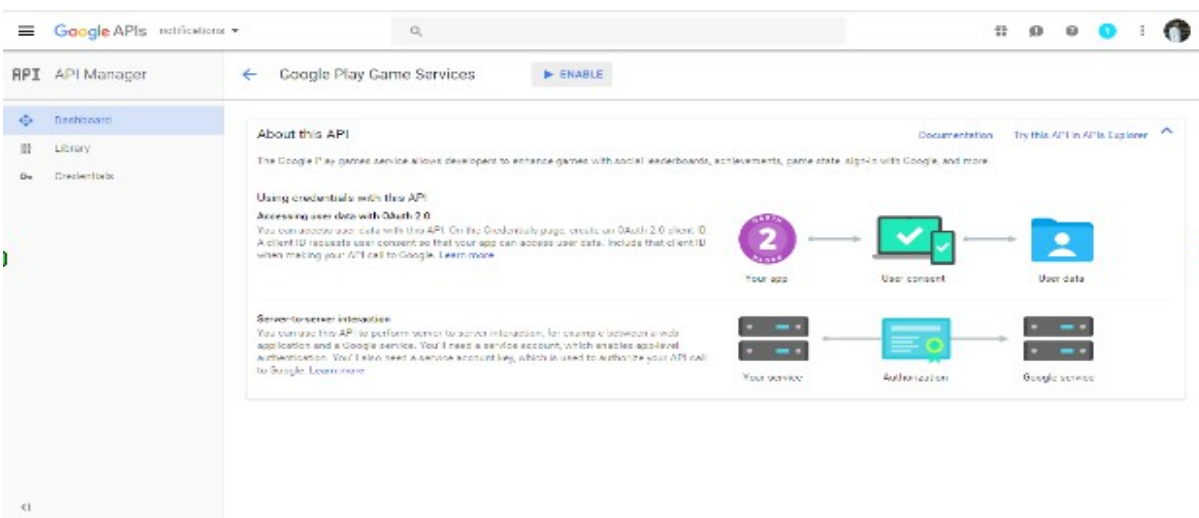 Google APIs notifications
API API Manager
Google Play Game Services
ENABLE
Dashboard
Library
Credentials
About this API
Documentation
Try this API in APIs Explorer
The Google Play games service allows developers to enhance games with social leaderboards, achievements, game state, sign-in with Google, and more.
Using credentials with this API
Accessing user data with OAuth 2.0
You can access user data with this API. On the Credentials page, create an OAuth 2.0 client ID.
A client ID requests user consent so that your app can access user data. Include that client ID
when making your API call to Google. Learn more
2
Your app
User consent
User data
Server-to-server interaction
You can use this API to perform server-to-server interaction, for example between a web
application and a Google service. You'll need a service account, which enables app-level
authentication. You'll also need a service account key, which is used to authorize your API call
to Google. Learn more
Your service
Authorization
Google service